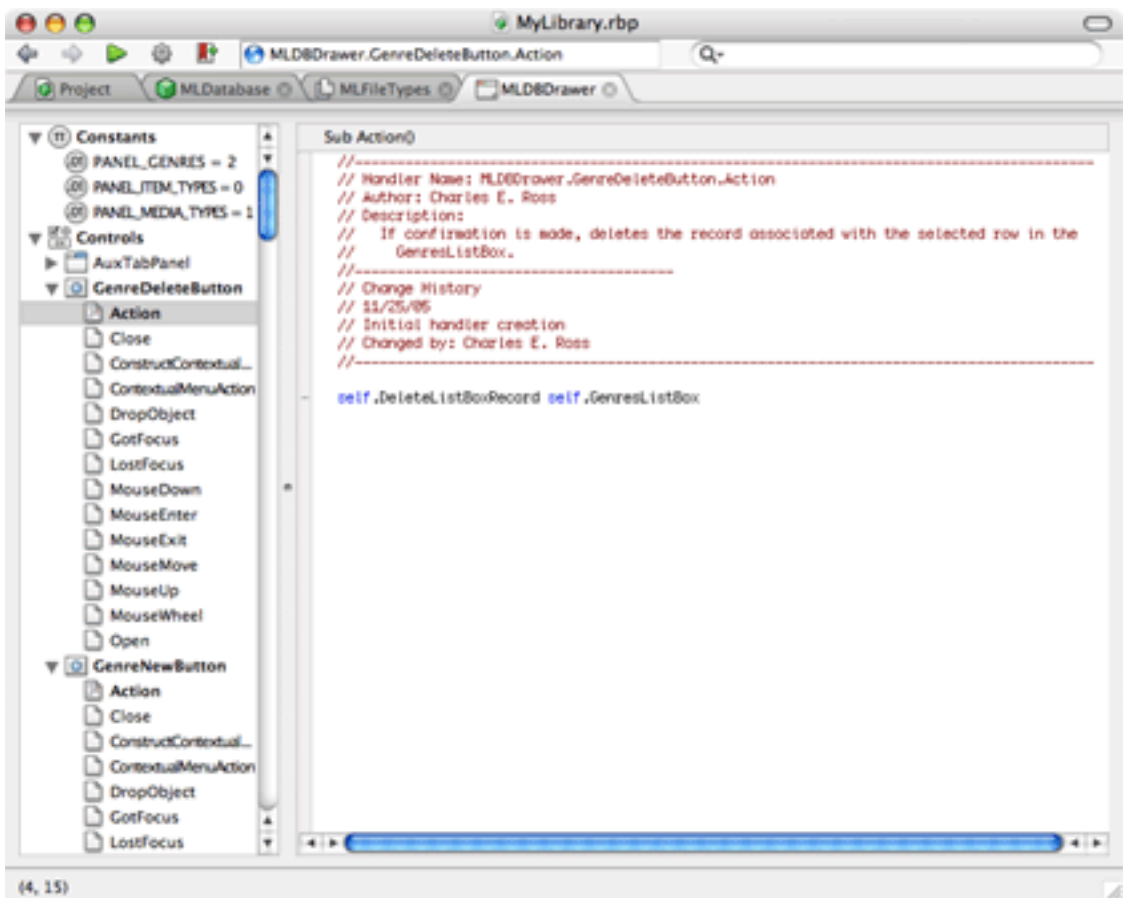 MyLibrary.rbp
MLDBDrawer.GenreDeleteButton.Action
Project
MLDatabase
MLFileTypes
MLDBDrawer
Constants
PANEL_GENRES = 2
PANEL_ITEM_TYPES = 0
PANEL_MEDIA_TYPES = 1
Controls
AuxTabPanel
GenreDeleteButton
Action
Close
ConstructContextual...
ContextualMenuAction
DropObject
GotFocus
LostFocus
MouseDown
MouseEnter
MouseExit
MouseMove
MouseUp
MouseWheel
Open
GenreNewButton
Action
Close
ConstructContextual...
ContextualMenuAction
DropObject
GotFocus
LostFocus
Sub Action()
//--------------------------------------------------------------------------------
// Handler Name: MLDBDrawer.GenreDeleteButton.Action
// Author: Charles E. Ross
// Description:
//   If confirmation is made, deletes the record associated with the selected row in the
//     GenresListBox.
//----------------------------------------
// Change History
// 11/25/05
// Initial handler creation
// Changed by: Charles E. Ross
//--------------------------------------------------------------------------------
self.DeleteListBoxRecord self.GenresListBox
(4, 15)